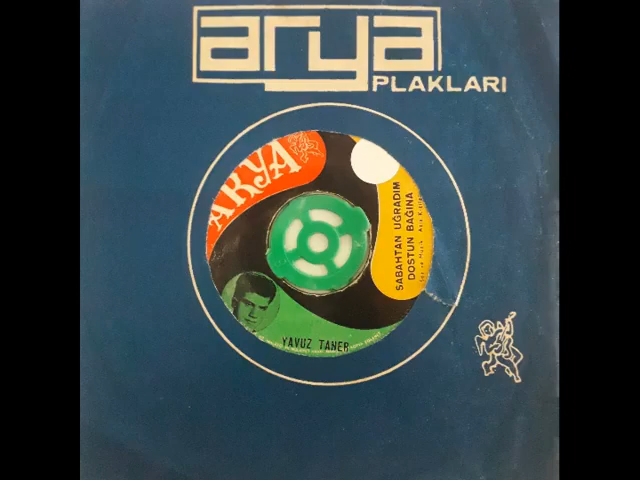 arya
PLAKLARI
ARYA
SABAHTAN UĞRADIM
DOSTUN BAĞINA
YAVUZ TANER